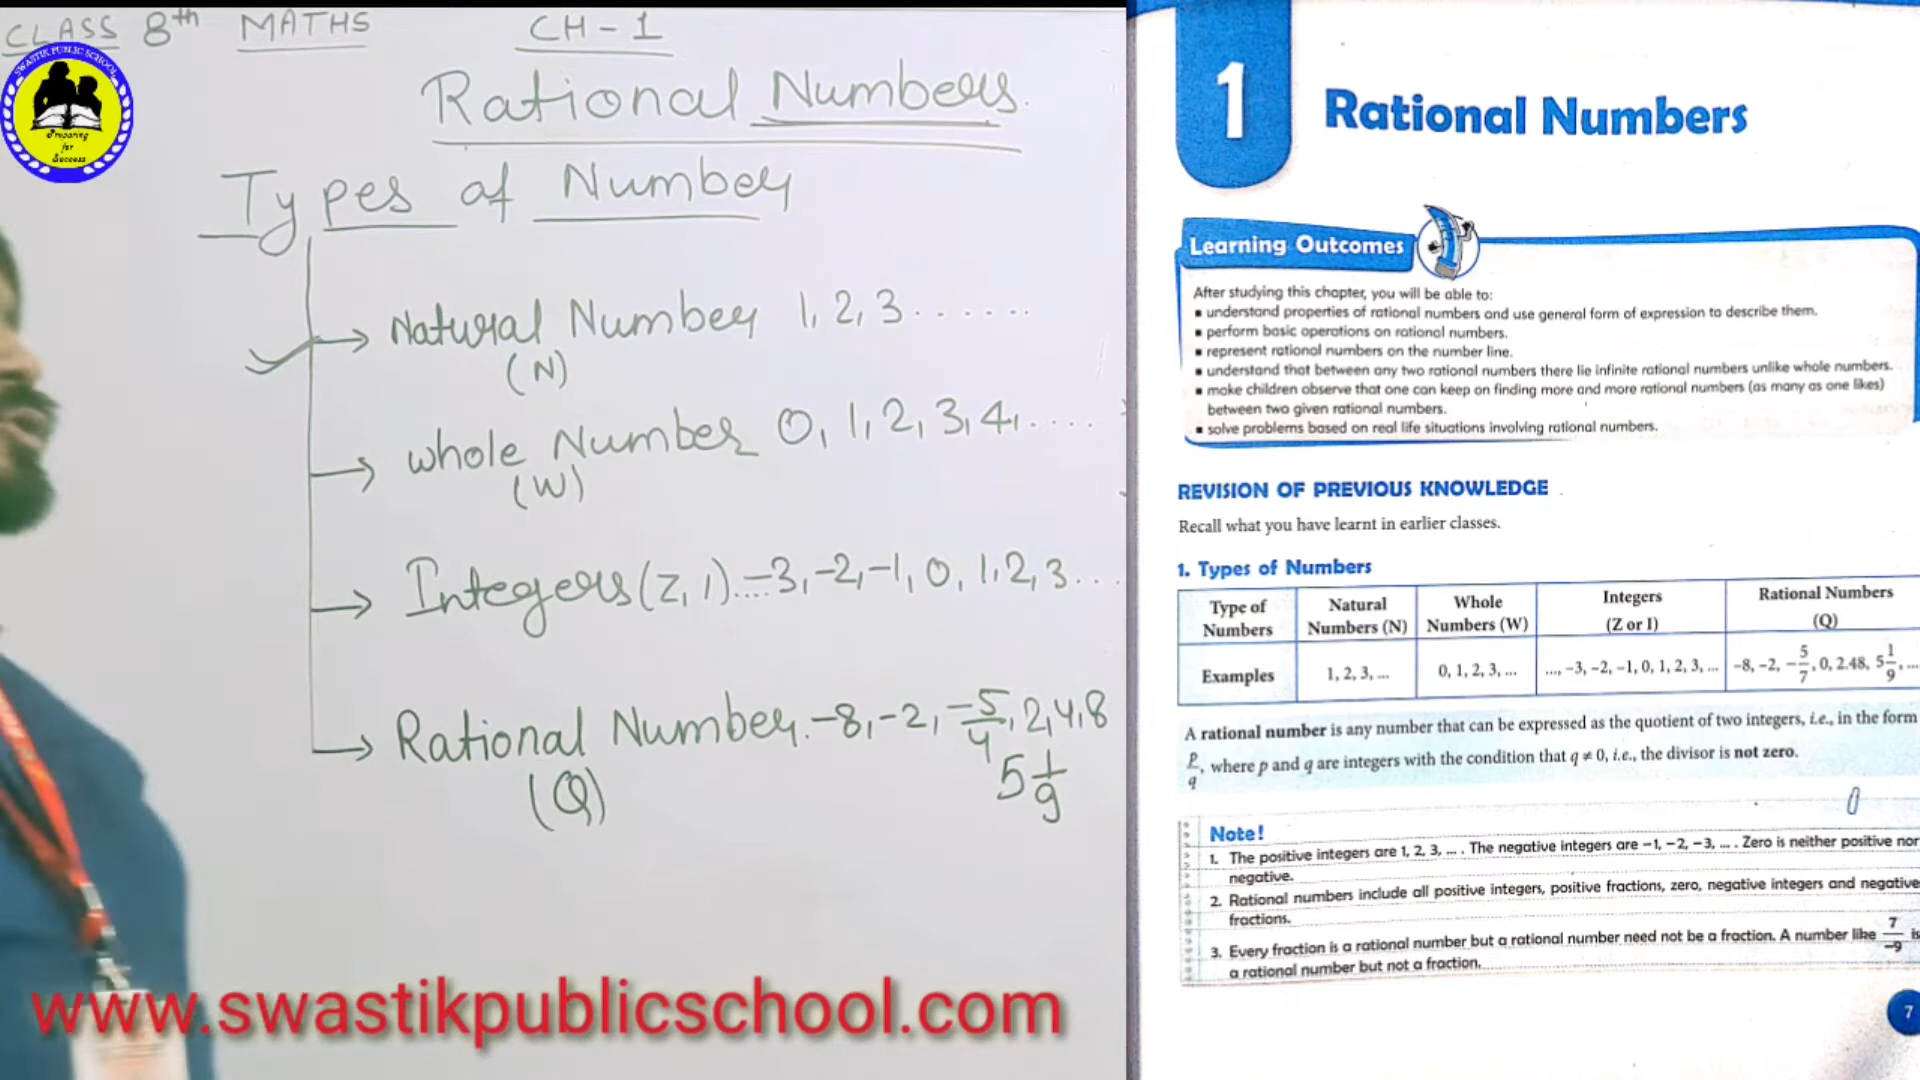 CLASS 8th MATHS CH-1
SWASTIK PUBLIC SCHOOL
Preparing
for
Success
Rational Numbers.
Types of Number
Natural Number 1, 2, 3 . . . . . .
(N)
Whole Number 0, 1, 2, 3, 4, . . . .
(W)
Integers (Z, I) ....-3, -2, -1, 0, 1, 2, 3 . . .
Rational Number. -8, -2, -5/4, 2, 4, 8
5 1/9
(Q)
www.swastikpublicschool.com
1
Rational Numbers
Learning Outcomes
After studying this chapter, you will be able to:
▪ understand properties of rational numbers and use general form of expression to describe them.
▪ perform basic operations on rational numbers.
▪ represent rational numbers on the number line.
▪ understand that between any two rational numbers there lie infinite rational numbers unlike whole numbers.
▪ make children observe that one can keep on finding more and more rational numbers (as many as one likes)
between two given rational numbers.
▪ solve problems based on real life situations involving rational numbers.
REVISION OF PREVIOUS KNOWLEDGE
Recall what you have learnt in earlier classes.
1. Types of Numbers
Type of Numbers Natural Numbers (N) Whole Numbers (W) Integers (Z or I) Rational Numbers (Q)
Examples 1, 2, 3, ... 0, 1, 2, 3, ... ..., -3, -2, -1, 0, 1, 2, 3, ... -8, -2, -5/7, 0, 2.48, 5 1/9, ...
A rational number is any number that can be expressed as the quotient of two integers, i.e., in the form
p/q, where p and q are integers with the condition that q ≠ 0, i.e., the divisor is not zero.
Note!
1. The positive integers are 1, 2, 3, ... . The negative integers are -1, -2, -3, ... . Zero is neither positive nor
negative.
2. Rational numbers include all positive integers, positive fractions, zero, negative integers and negative
fractions.
3. Every fraction is a rational number but a rational number need not be a fraction. A number like 7/-9 is
a rational number but not a fraction.
7